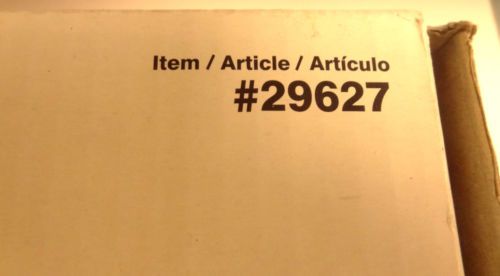 Item / Article / Artículo
#29627